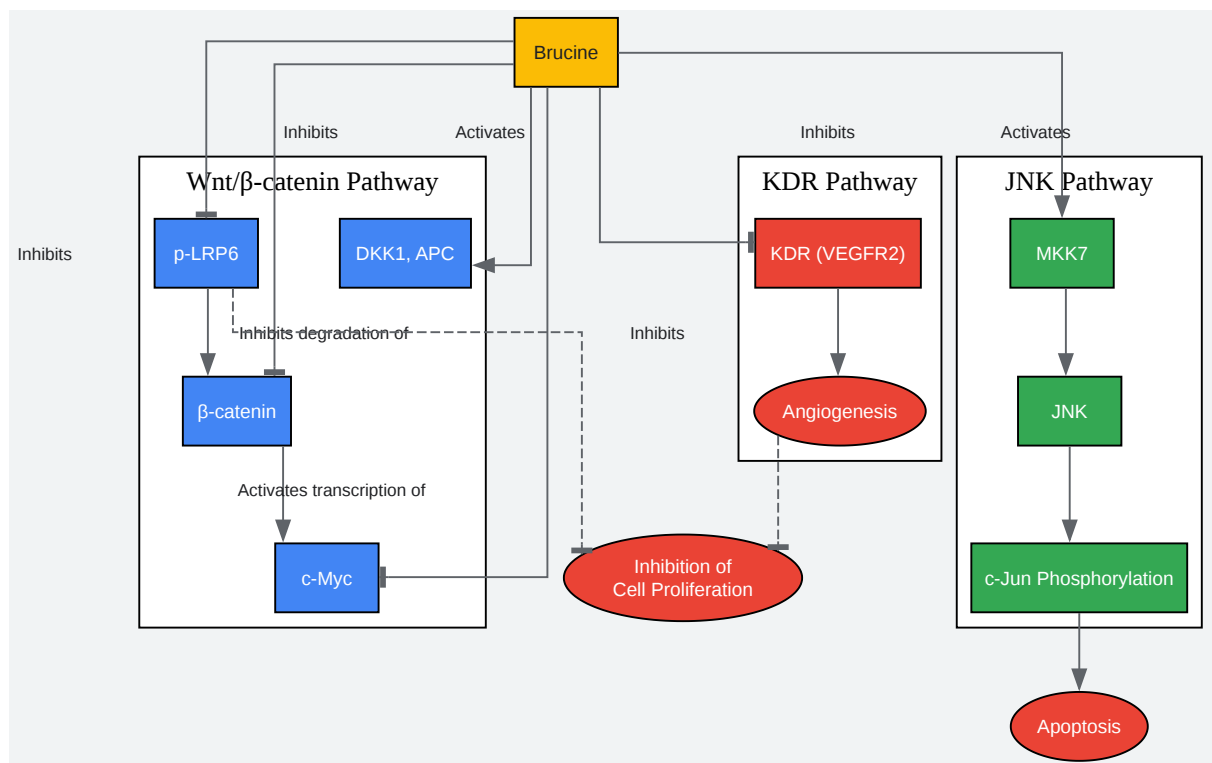 Brucine
Inhibits
Activates
Inhibits
Activates
Wnt/β-catenin Pathway
KDR Pathway
JNK Pathway
Inhibits
p-LRP6
DKK1, APC
KDR (VEGFR2)
MKK7
Inhibits degradation of
Inhibits
β-catenin
Angiogenesis
JNK
Activates transcription of
c-Myc
Inhibition of
Cell Proliferation
c-Jun Phosphorylation
Apoptosis